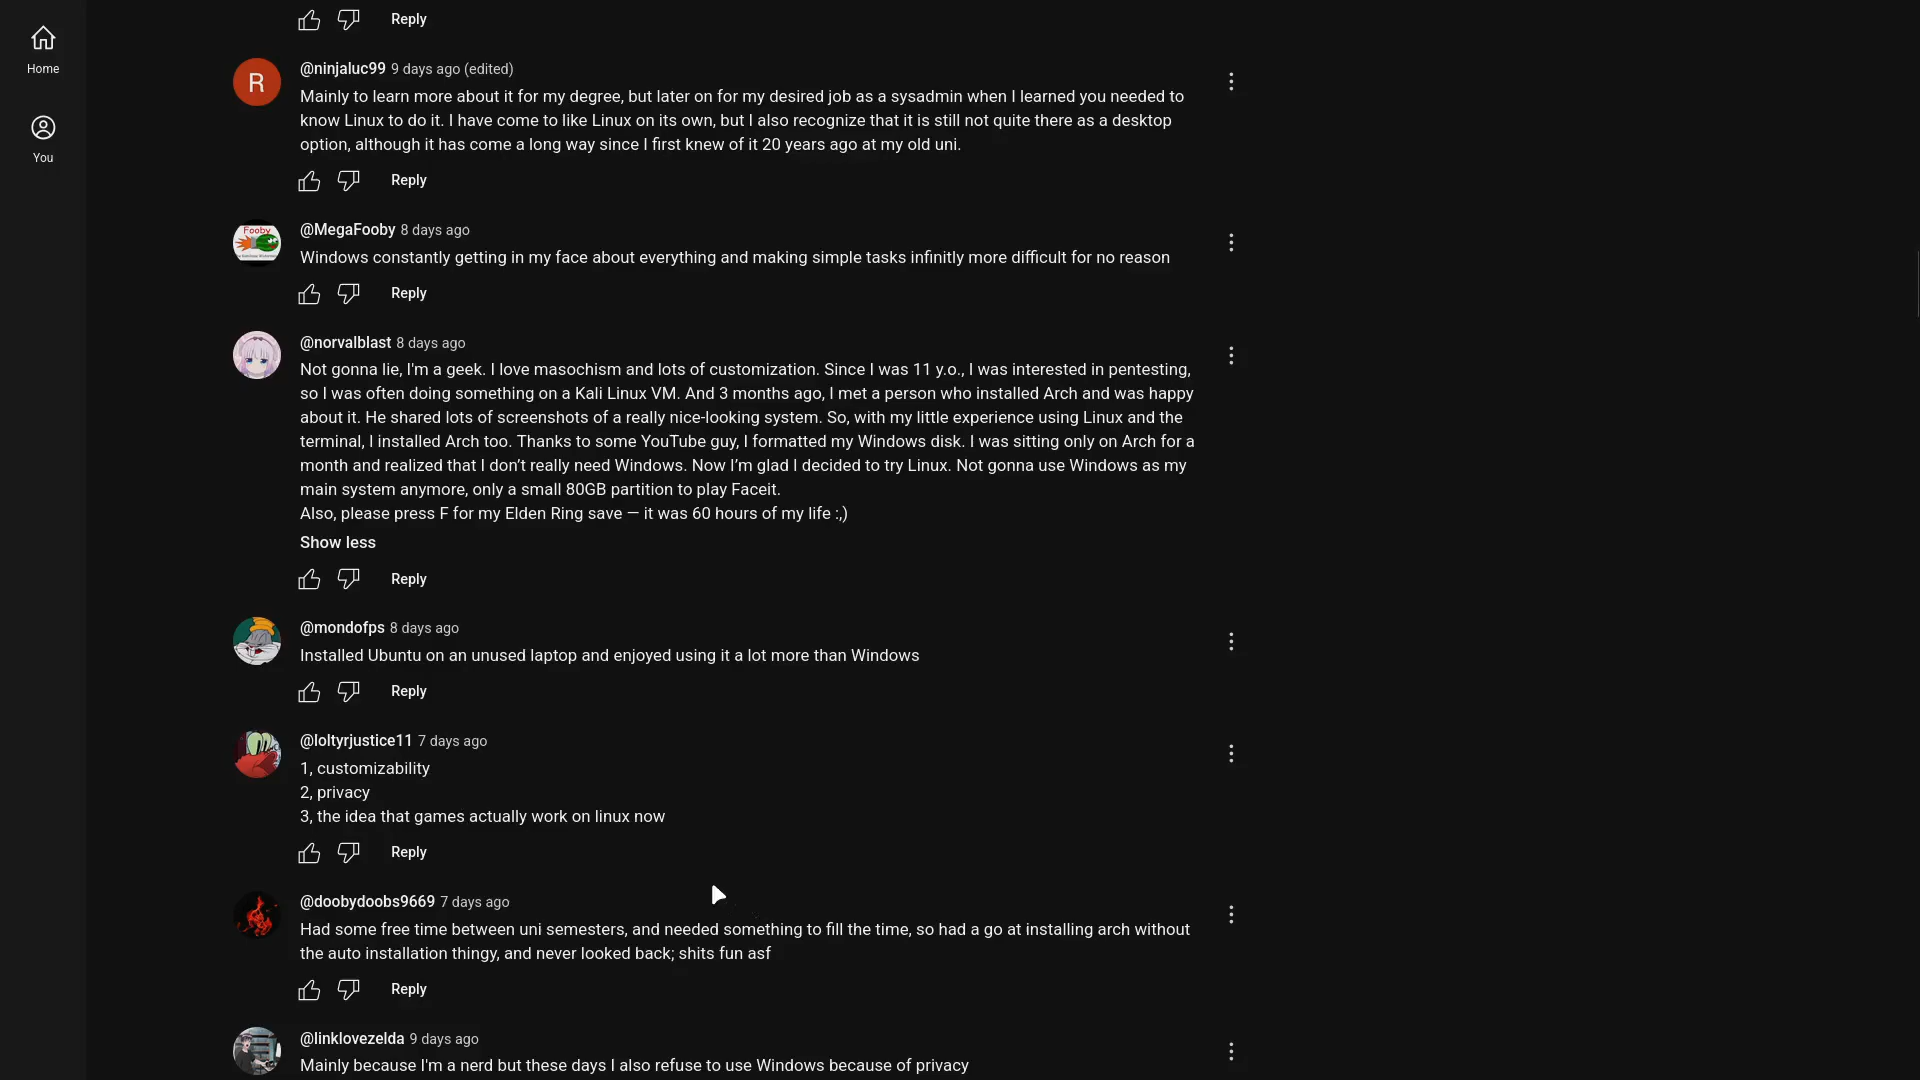 Reply
Home
You
R
@ninjaluc99 9 days ago (edited)
Mainly to learn more about it for my degree, but later on for my desired job as a sysadmin when I learned you needed to
know Linux to do it. I have come to like Linux on its own, but I also recognize that it is still not quite there as a desktop
option, although it has come a long way since I first knew of it 20 years ago at my old uni.
Reply
Fooby
@MegaFooby 8 days ago
Windows constantly getting in my face about everything and making simple tasks infinitly more difficult for no reason
Reply
@norvalblast 8 days ago
Not gonna lie, I'm a geek. I love masochism and lots of customization. Since I was 11 y.o., I was interested in pentesting,
so I was often doing something on a Kali Linux VM. And 3 months ago, I met a person who installed Arch and was happy
about it. He shared lots of screenshots of a really nice-looking system. So, with my little experience using Linux and the
terminal, I installed Arch too. Thanks to some YouTube guy, I formatted my Windows disk. I was sitting only on Arch for a
month and realized that I don’t really need Windows. Now I’m glad I decided to try Linux. Not gonna use Windows as my
main system anymore, only a small 80GB partition to play Faceit.
Also, please press F for my Elden Ring save — it was 60 hours of my life :,)
Show less
Reply
@mondofps 8 days ago
Installed Ubuntu on an unused laptop and enjoyed using it a lot more than Windows
Reply
@loltyrjustice11 7 days ago
1, customizability
2, privacy
3, the idea that games actually work on linux now
Reply
@doobydoobs9669 7 days ago
Had some free time between uni semesters, and needed something to fill the time, so had a go at installing arch without
the auto installation thingy, and never looked back; shits fun asf
Reply
@linklovezelda 9 days ago
Mainly because I'm a nerd but these days I also refuse to use Windows because of privacy